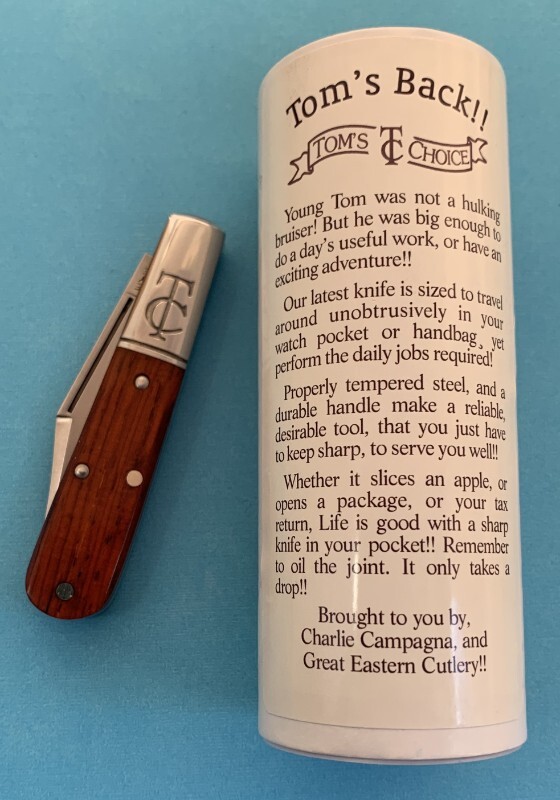 Tom's Back!!
TOM'S TC CHOICE
Young Tom was not a hulking
bruiser! But he was big enough to
do a day's useful work, or have an
exciting adventure!!
Our latest knife is sized to travel
around unobtrusively in your
watch pocket or handbag, yet
perform the daily jobs required!
Properly tempered steel, and a
durable handle make a reliable,
desirable tool, that you just have
to keep sharp, to serve you well!!
Whether it slices an apple, or
opens a package, or your tax
return, Life is good with a sharp
knife in your pocket!! Remember
to oil the joint. It only takes a
drop!!
Brought to you by,
Charlie Campagna, and
Great Eastern Cutlery!!
TC